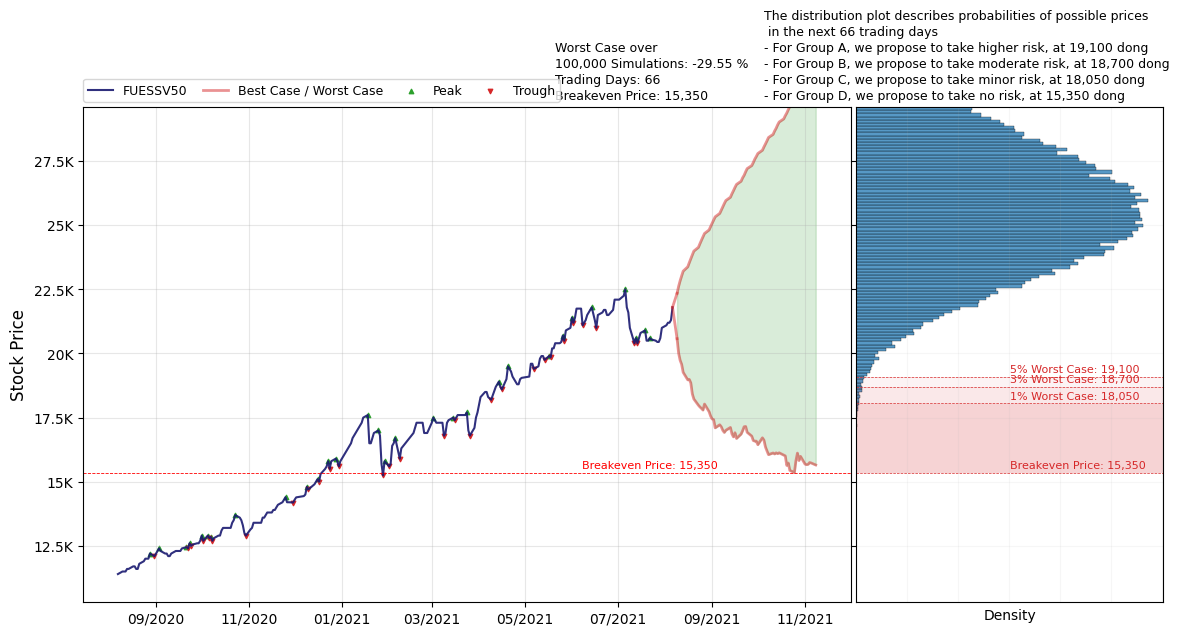 The distribution plot describes probabilities of possible prices
in the next 66 trading days
- For Group A, we propose to take higher risk, at 19,100 dong
- For Group B, we propose to take moderate risk, at 18,700 dong
- For Group C, we propose to take minor risk, at 18,050 dong
- For Group D, we propose to take no risk, at 15,350 dong
Worst Case over
100,000 Simulations: -29.55 %
Trading Days: 66
Breakeven Price: 15,350
FUESSV50
Best Case / Worst Case
Peak
Trough
Stock Price
27.5K
25K
22.5K
20K
17.5K
15K
12.5K
Breakeven Price: 15,350
09/2020
11/2020
01/2021
03/2021
05/2021
07/2021
09/2021
11/2021
5% Worst Case: 19,100
3% Worst Case: 18,700
1% Worst Case: 18,050
Breakeven Price: 15,350
Density